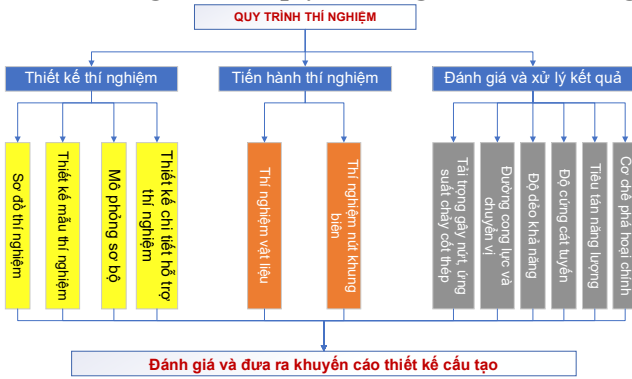 QUY TRÌNH THÍ NGHIỆM
Thiết kế thí nghiệm
Tiến hành thí nghiệm
Đánh giá và xử lý kết quả
Sơ đồ thí nghiệm
Thiết kế mẫu thí nghiệm
Mô phỏng sơ bộ
Thiết kế chi tiết hỗ trợ
thí nghiệm
Thí nghiệm vật liệu
Thí nghiệm nút khung
biên
Tải trọng gây nứt, ứng
suất chảy cốt thép
Đường cong lực và
chuyển vị
Độ dẻo khả năng
Độ cứng cát tuyến
Tiêu tán năng lượng
Cơ chế phá hoại chính
Đánh giá và đưa ra khuyến cáo thiết kế cấu tạo